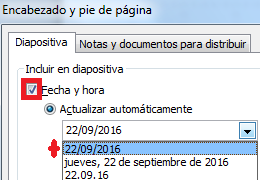 Encabezado y pie de página
Diapositiva Notas y documentos para distribuir
Incluir en diapositiva
Fecha y hora
Actualizar automáticamente
22/09/2016
22/09/2016
jueves, 22 de septiembre de 2016
22.09.16